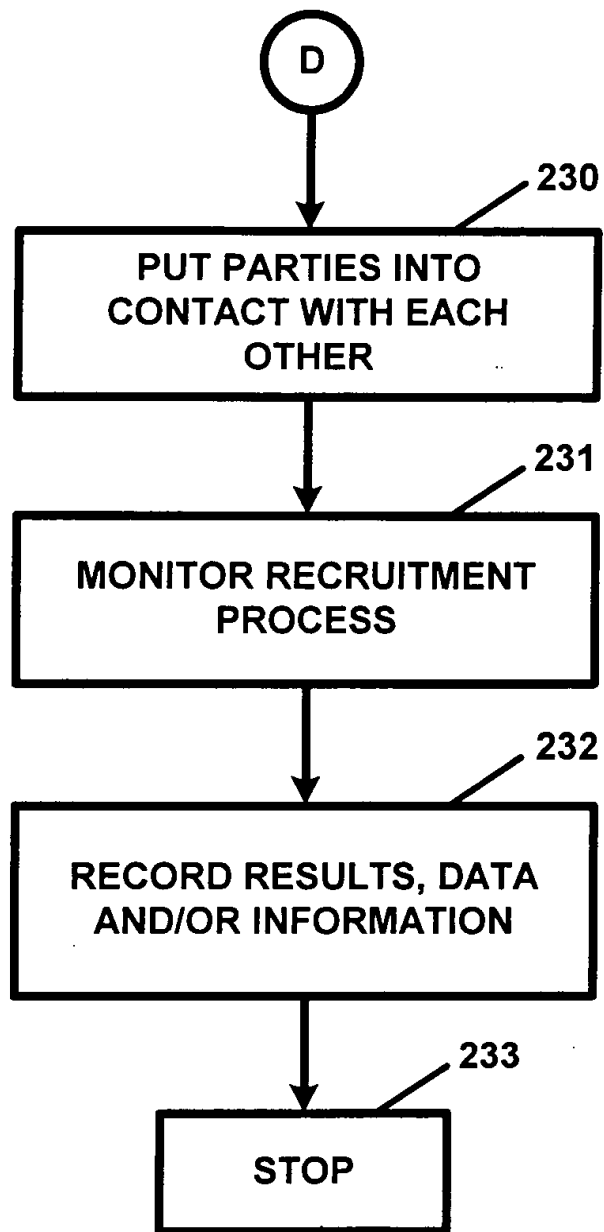 D
230
PUT PARTIES INTO
CONTACT WITH EACH
OTHER
231
MONITOR RECRUITMENT
PROCESS
232
RECORD RESULTS, DATA
AND/OR INFORMATION
233
STOP